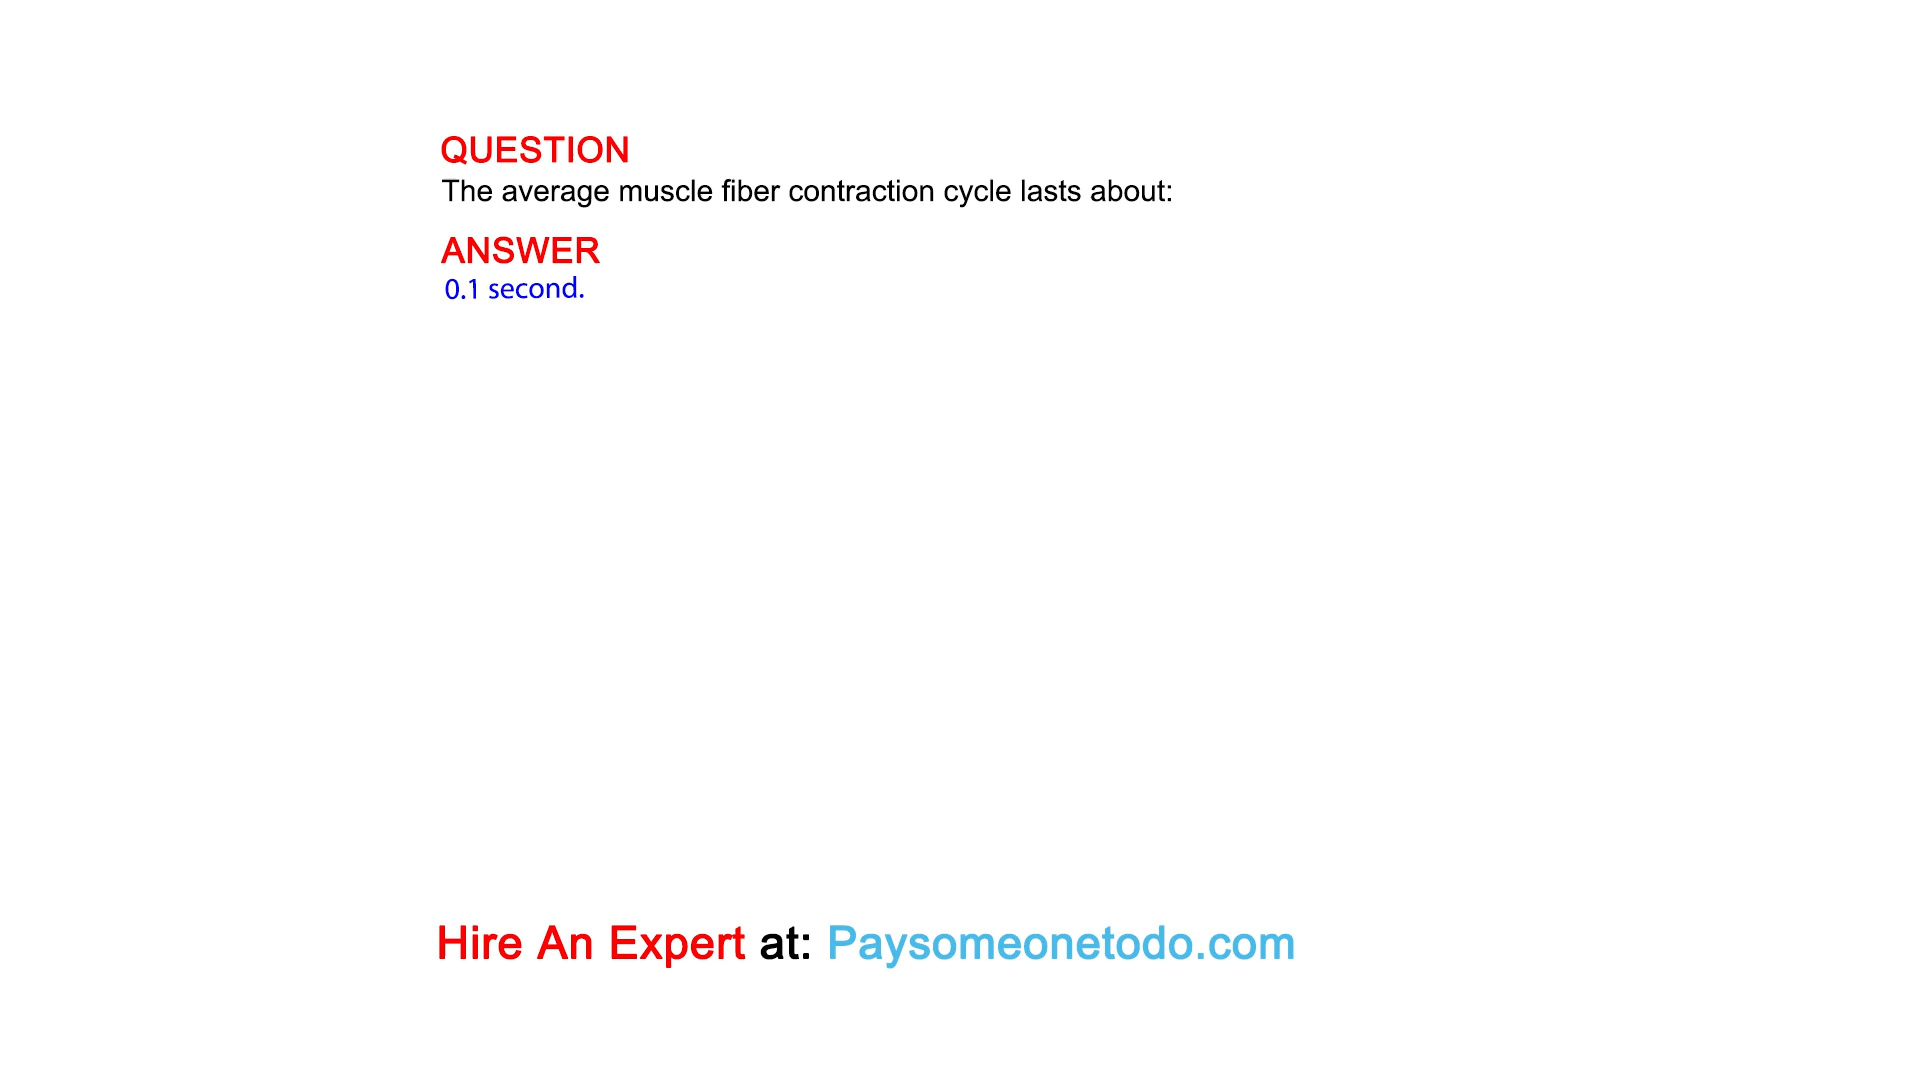 QUESTION
The average muscle fiber contraction cycle lasts about:
ANSWER
0.1 second.
Hire An Expert at: Paysomeonetodo.com